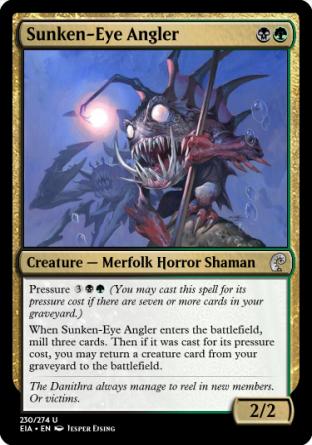 Sunken-Eye Angler
Creature — Merfolk Horror Shaman
Pressure 3 (You may cast this spell for its
pressure cost if there are seven or more cards in your
graveyard.)
When Sunken-Eye Angler enters the battlefield,
mill three cards. Then if it was cast for its pressure
cost, you may return a creature card from your
graveyard to the battlefield.
The Danithra always manage to reel in new members.
Or victims.
2/2
230/274 U
EIA • EN Jesper Ejsing